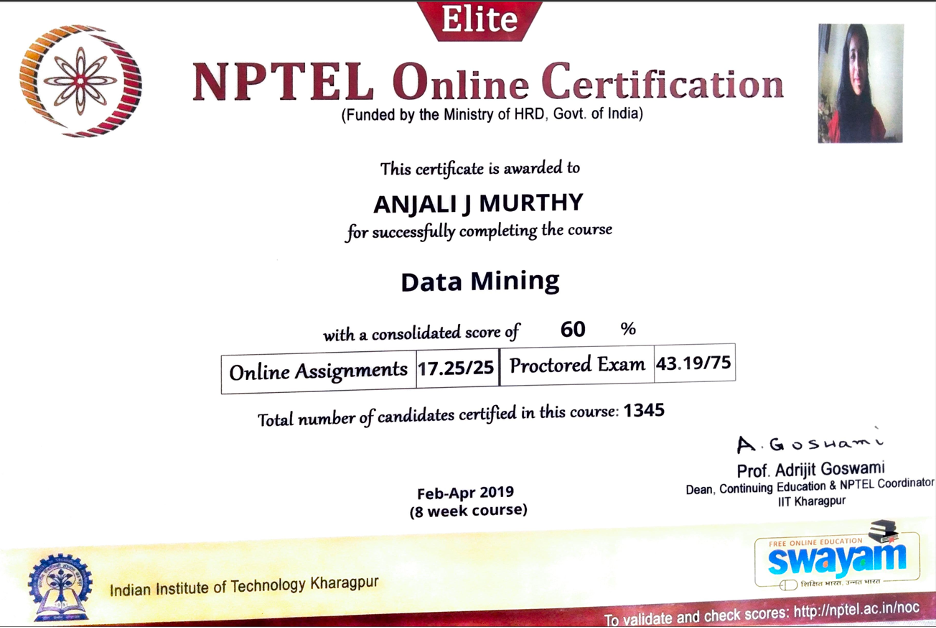 Elite
NPTEL Online Certification
(Funded by the Ministry of HRD, Govt. of India)
This certificate is awarded to
ANJALI J MURTHY
for successfully completing the course
Data Mining
with a consolidated score of 60 %
Online Assignments 17.25/25 Proctored Exam 43.19/75
Total number of candidates certified in this course: 1345
A. Goswami
Prof. Adrijit Goswami
Dean, Continuing Education & NPTEL Coordinator
IIT Kharagpur
Feb-Apr 2019
(8 week course)
FREE ONLINE EDUCATION
swayam
शिक्षित भारत, उन्नत भारत
Indian Institute of Technology Kharagpur
To validate and check scores: http://nptel.ac.in/noc